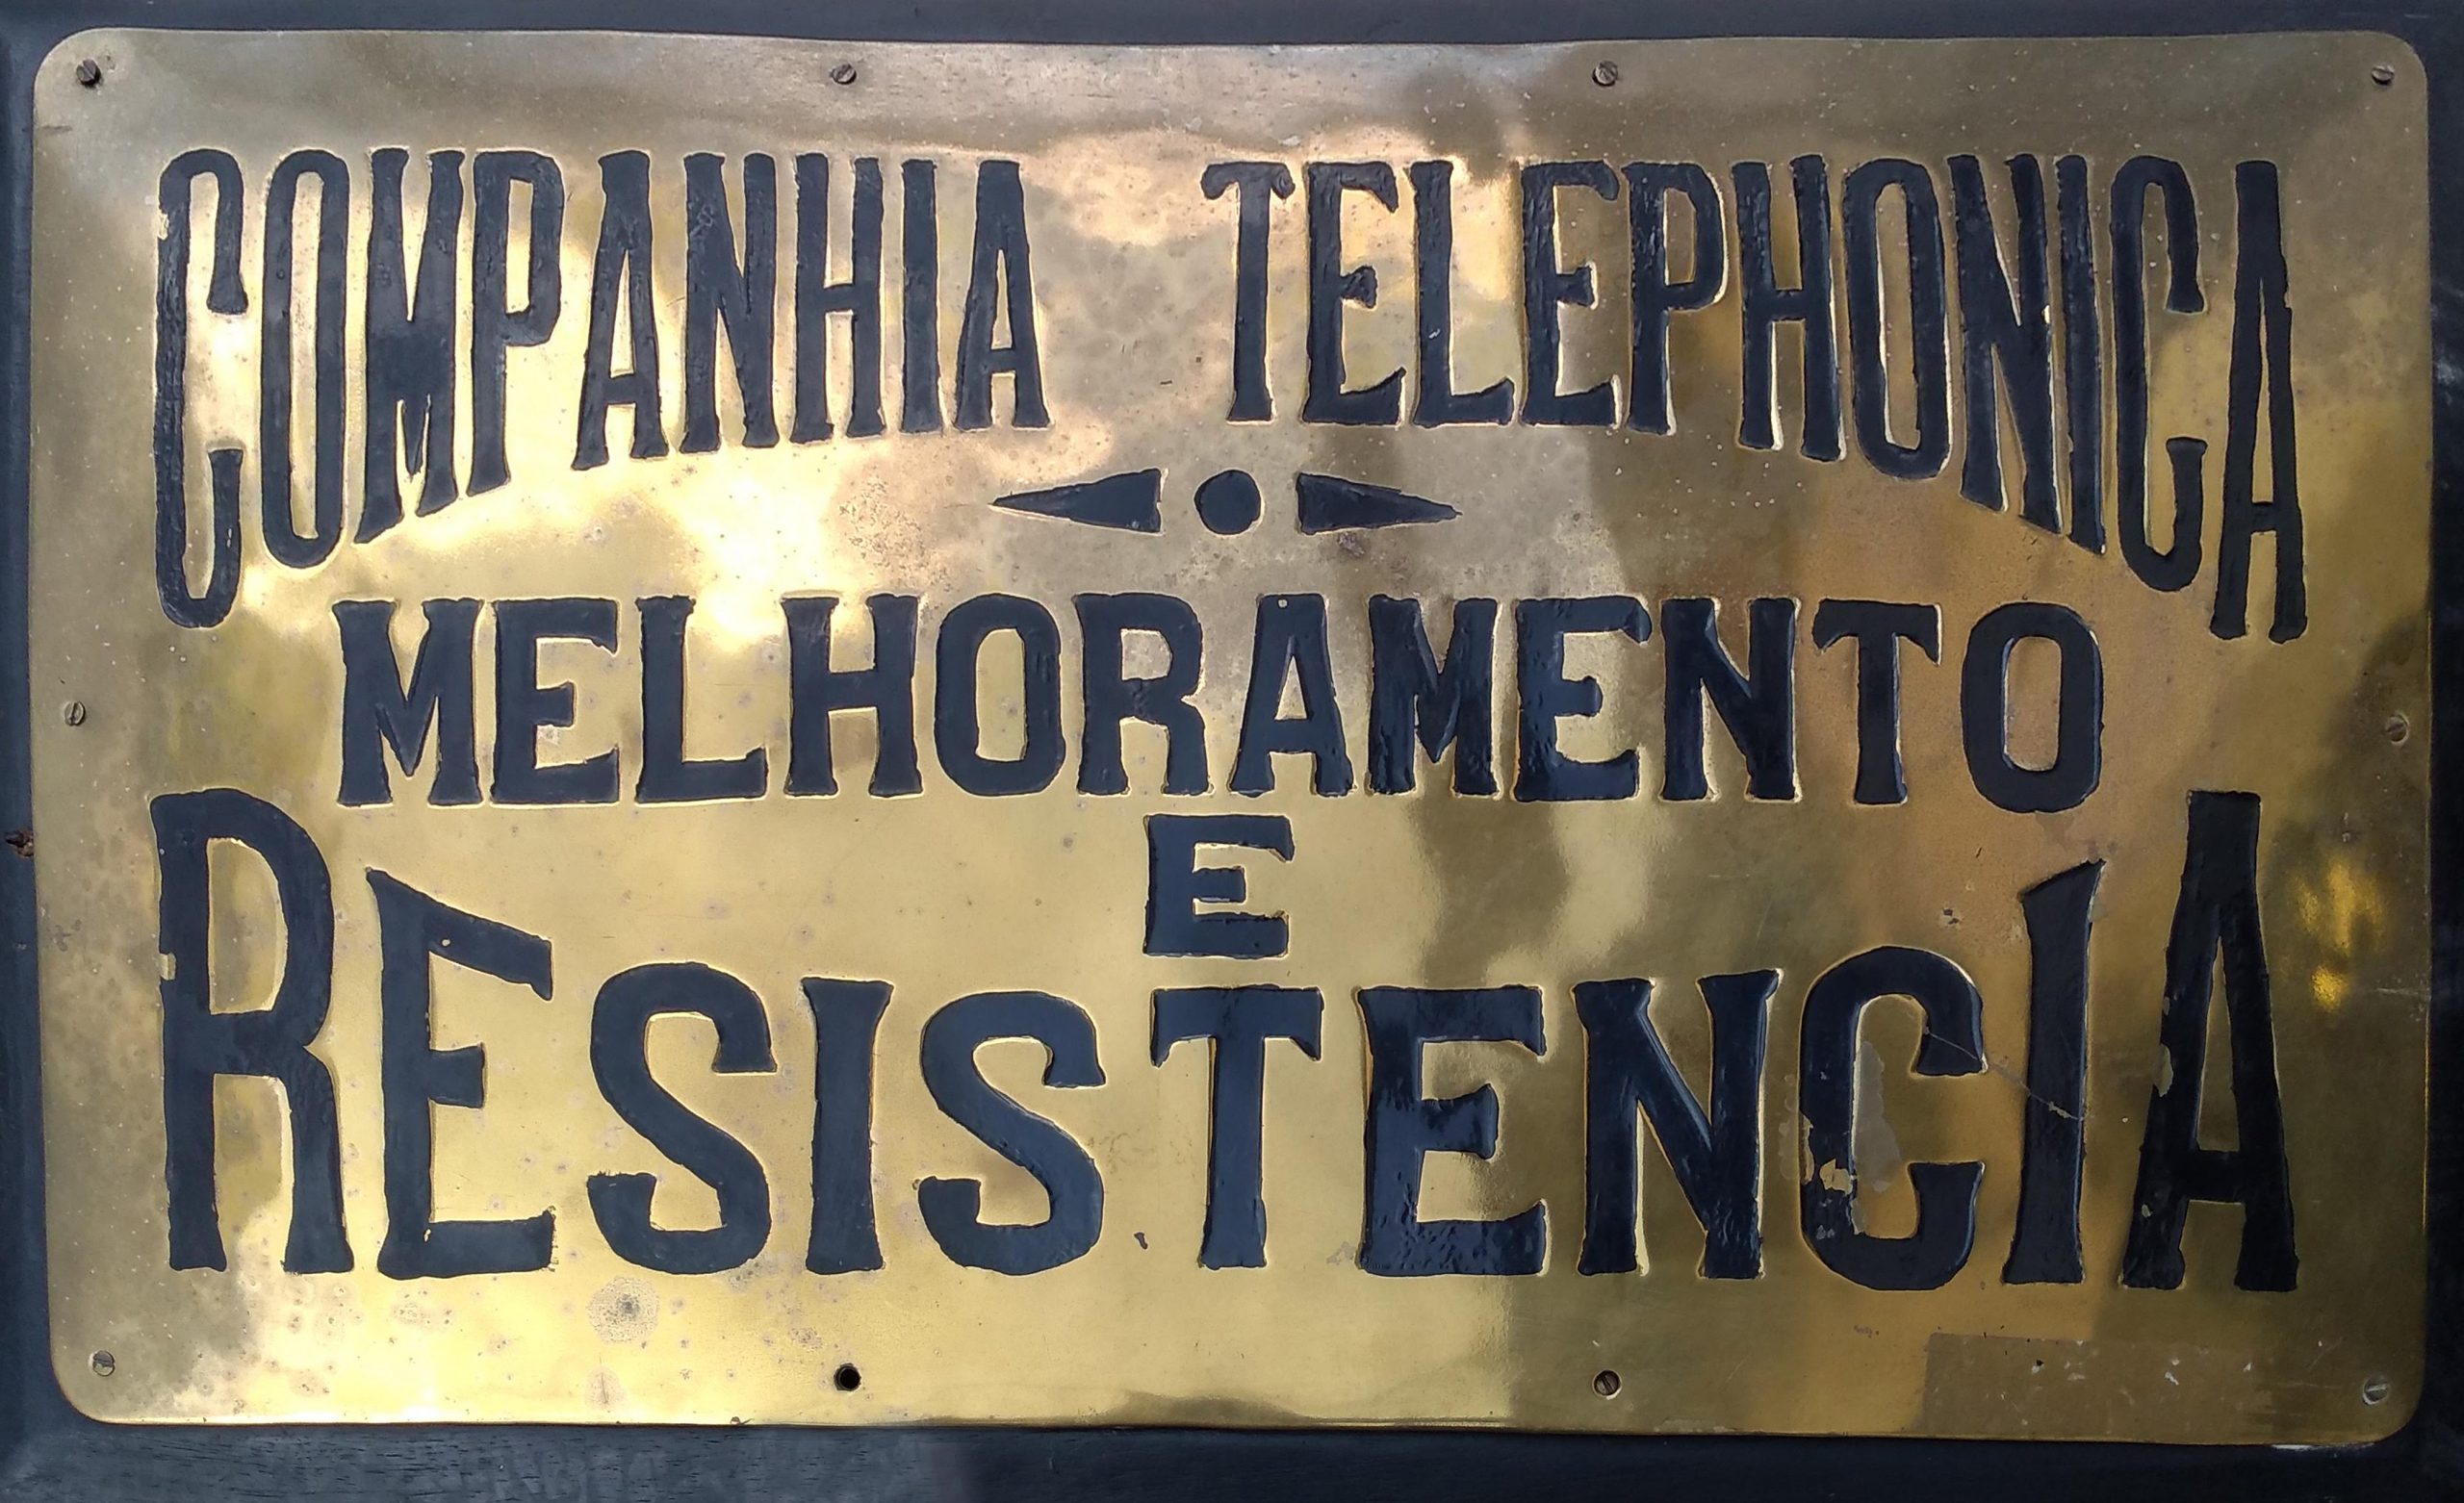 COMPANHIA TELEPHONICA
MELHORAMENTO
E
RESISTENCIA